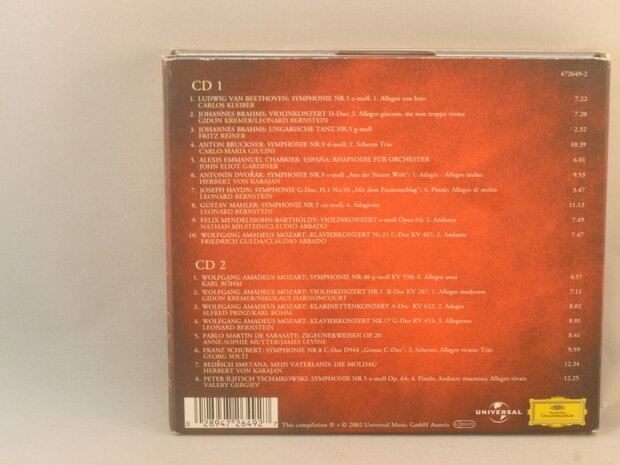 472649-2
CD 1
1. LUDWIG VAN BEETHOVEN: SYMPHONIE NR.5 c-moll: 1. Allegro con brio 7.22
CARLOS KLEIBER
2. JOHANNES BRAHMS: VIOLINKONZERT D-Dur; 3. Allegro giocoso, ma non troppo vivace 7.20
GIDON KREMER/LEONARD BERNSTEIN
3. JOHANNES BRAHMS: UNGARISCHE TANZ NR.5 g-moll 2.32
FRITZ REINER
4. ANTON BRUCKNER: SYMPHONIE NR.9 d-moll; 2. Scherzo Trio 10.39
CARLO-MARIA GIULINI
5. ALEXIS EMMANUEL CHABRIER: ESPAÑA: RHAPSODIE FÜR ORCHESTER 6.01
JOHN ELIOT GARDINER
6. ANTONÍN DVOŘAK: SYMPHONIE NR.9 e-moll „Aus der Neuen Welt“: 1. Adagio - Allegro molto 9.53
HERBERT VON KARAJAN
7. JOSEPH HAYDN: SYMPHONIE G-Dur, H.1 No.94 „Mit dem Paukenschlag“; 4. Finale: Allegro di molto 3.47
LEONARD BERNSTEIN
8. GUSTAV MAHLER: SYMPHONIE NR.5 cis-moll; 4. Adagietto 11.13
LEONARD BERNSTEIN
9. FELIX MENDELSSOHN-BARTHOLDY: VIOLINKONZERT e-moll Opus 64; 2. Andante 7.49
NATHAN MILSTEIN/CLAUDIO ABBADO
10. WOLFGANG AMADEUS MOZART: KLAVIERKONZERT Nr.21 C-Dur KV 467; 2. Andante 7.47
FRIEDRICH GULDA/CLAUDIO ABBADO
CD 2
1. WOLFGANG AMADEUS MOZART: SYMPHONIE NR.40 g-moll KV 550; 4. Allegro assai 4.37
KARL BÖHM
2. WOLFGANG AMADEUS MOZART: VIOLINKONZERT NR.1 B-Dur KV 207; 1. Allegro moderato 7.11
GIDON KREMER/NIKOLAUS HARNONCOURT
3. WOLFGANG AMADEUS MOZART: KLARINETTENKONZERT A-Dur KV 622; 2. Adagio 8.02
ALFRED PRINZ/KARL BÖHM
4. WOLFGANG AMADEUS MOZART: KLAVIERKONZERT NR.17 G-Dur KV 453; 3. Allegretto 8.01
LEONARD BERNSTEIN
5. PABLO MARTIN DE SARASATE: ZIGEUNERWEISEN OP.20 8.41
ANNE-SOPHIE MUTTER/JAMES LEVINE
6. FRANZ SCHUBERT: SYMPHONIE NR.8 C-Dur D944 „Grosse C-Dur“; 3. Scherzo; Allegro vivace; Trio 9.59
GEORG SOLTI
7. BEDŘICH SMETANA: MEIN VATERLAND: DIE MOLDAU 12.34
HERBERT VON KARAJAN
8. PETER ILJITSCH TSCHAIKOWSKI: SYMPHONIE NR.5 e-moll Op. 64; 4. Finale; Andante maestoso; Allegro vivace 12.25
VALERY GERGIEV
0 28947 26492 7
This compilation ℗ + © 2002 Universal Music GmbH Austria
UNIVERSAL
Deutsche Grammophon